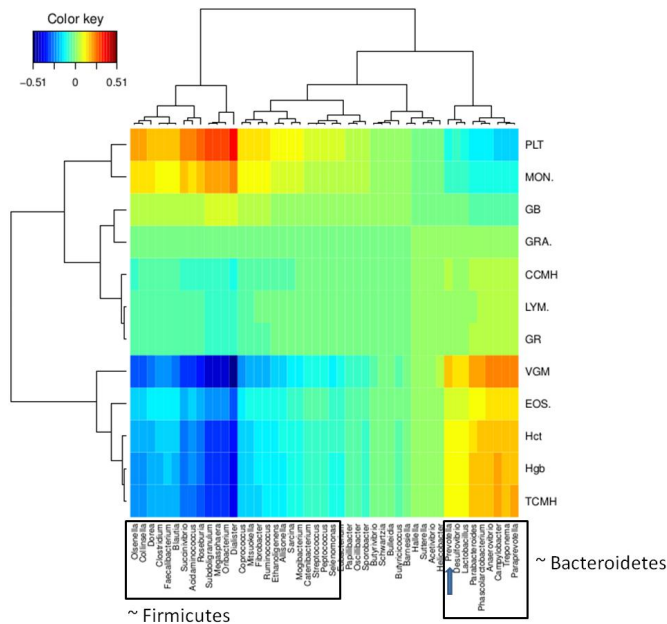 Color key
−0.51 0 0.51
PLT
MON.
GB
GRA.
CCMH
LYM.
GR
VGM
EOS.
Hct
Hgb
TCMH
Olsenella
Collinsella
Dorea
Clostridium
Faecalibacterium
Blautia
Succinivibrio
Acidaminococcus
Roseburia
Subdoligranulum
Megasphaera
Oribacterium
Dialister
Coprococcus
Mitsuokella
Fibrobacter
Ruminococcus
Ethanoligenens
Allisonella
Sarcina
Mogibacterium
Catenibacterium
Streptococcus
Peptococcus
Selenomonas
Eubacterium
Papillibacter
Oscillibacter
Sporobacter
Butyrivibrio
Schwartzia
Bulleidia
Butyricicoccus
Barnesiella
Hallella
Sutterella
Acetivibrio
Helicobacter
Prevotella
Desulfovibrio
Lactobacillus
Parabacteroides
Phascolarctobacterium
Anaerovibrio
Campylobacter
Treponema
Paraprevotella
~ Bacteroidetes
~ Firmicutes